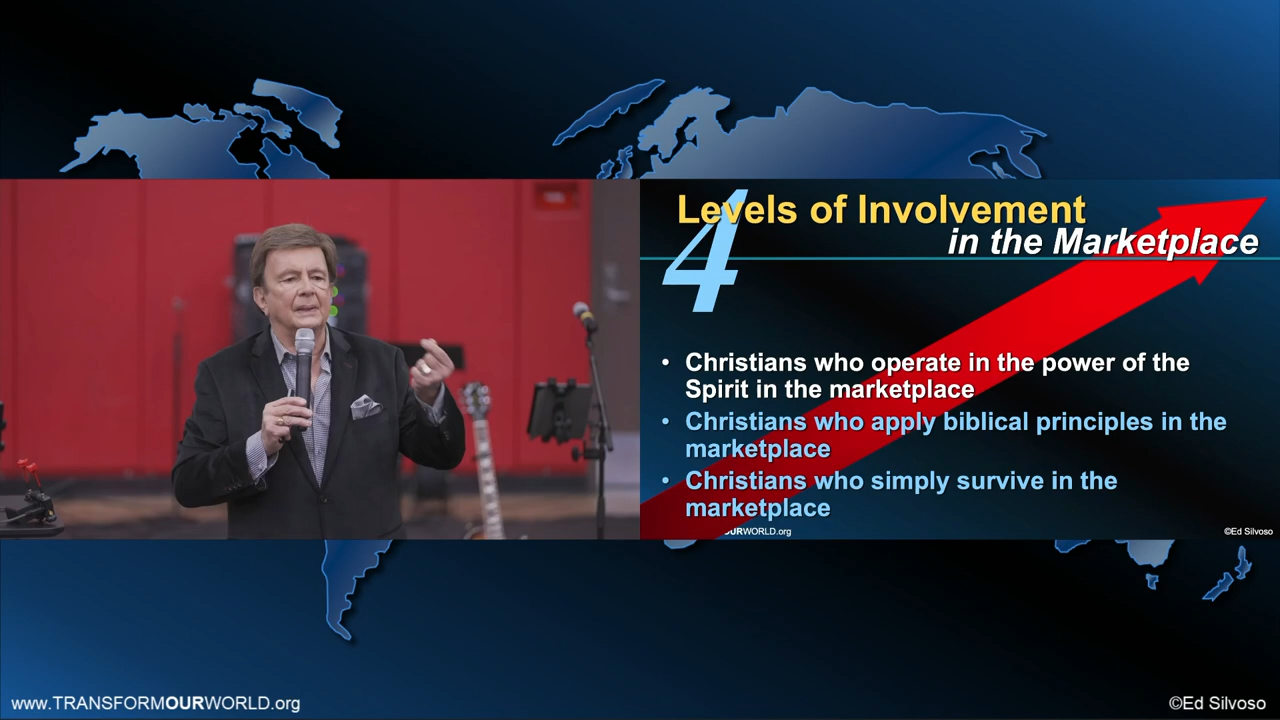 4 Levels of Involvement
in the Marketplace
• Christians who operate in the power of the
Spirit in the marketplace
• Christians who apply biblical principles in the
marketplace
• Christians who simply survive in the
marketplace
OURWORLD.org
©Ed Silvoso
www.TRANSFORMOURWORLD.org
©Ed Silvoso